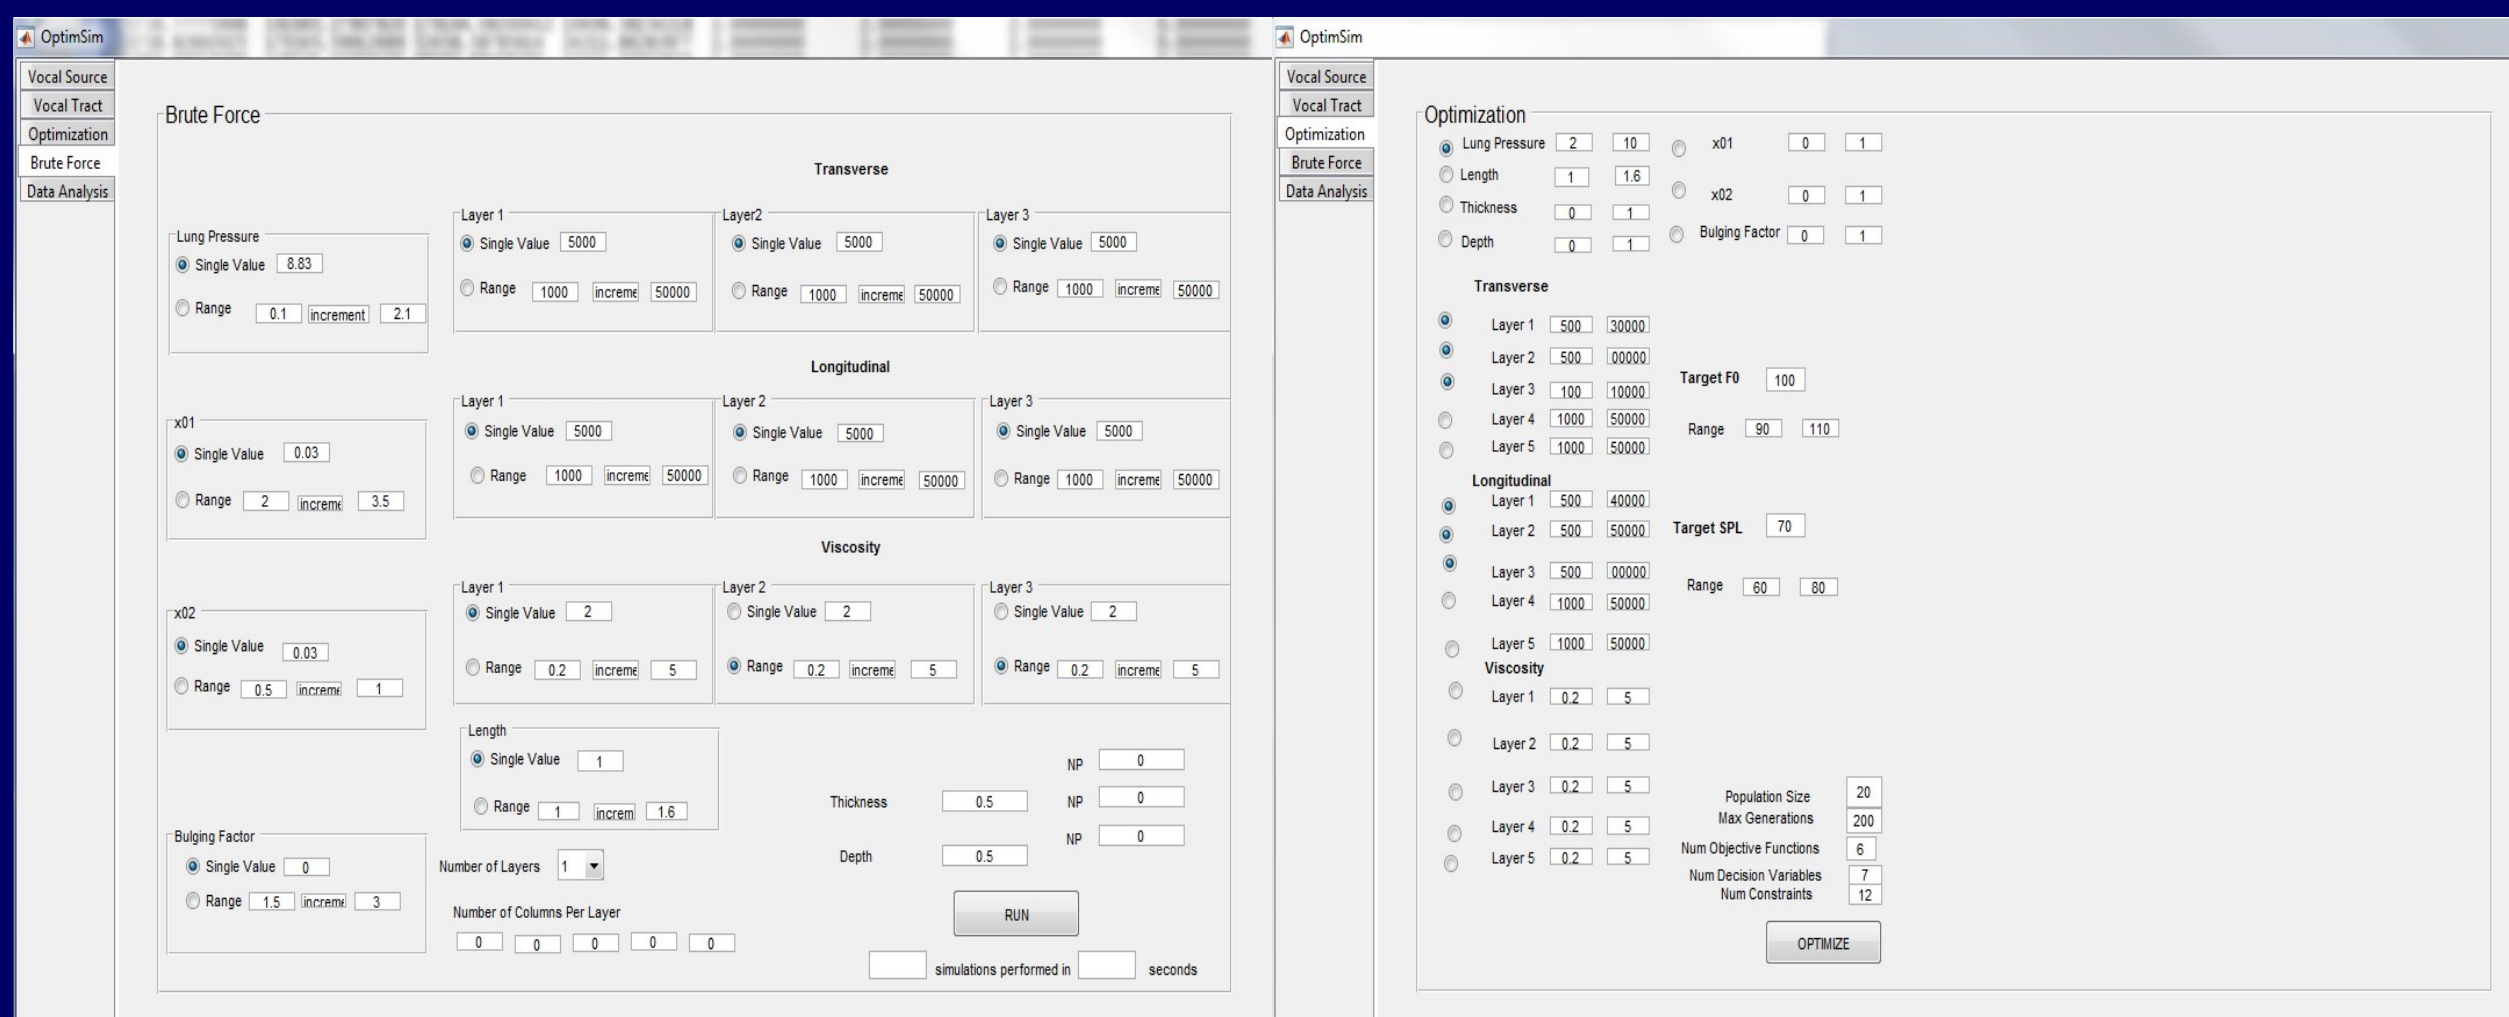 OptimSim
Vocal Source
Vocal Tract
Optimization
Brute Force
Data Analysis
Brute Force
Transverse
Lung Pressure
Single Value 8.83
Range 0.1 increment 2.1
Layer 1
Single Value 5000
Range 1000 increme 50000
Layer2
Single Value 5000
Range 1000 increme 50000
Layer 3
Single Value 5000
Range 1000 increme 50000
Longitudinal
x01
Single Value 0.03
Range 2 increme 3.5
Layer 1
Single Value 5000
Range 1000 increme 50000
Layer 2
Single Value 5000
Range 1000 increme 50000
Layer 3
Single Value 5000
Range 1000 increme 50000
Viscosity
x02
Single Value 0.03
Range 0.5 increme 1
Layer 1
Single Value 2
Range 0.2 increme 5
Layer 2
Single Value 2
Range 0.2 increme 5
Layer 3
Single Value 2
Range 0.2 increme 5
Length
Single Value 1
Range 1 increm 1.6
Bulging Factor
Single Value 0
Range 1.5 increme 3
Number of Layers 1
Number of Columns Per Layer
0 0 0 0 0
Thickness 0.5
Depth 0.5
NP 0
NP 0
NP 0
RUN
simulations performed in seconds
OptimSim
Vocal Source
Vocal Tract
Optimization
Brute Force
Data Analysis
Optimization
Lung Pressure 2 10 x01 0 1
Length 1 1.6
x02 0 1
Thickness 0 1
Depth 0 1 Bulging Factor 0 1
Transverse
Layer 1 500 30000
Layer 2 500 00000
Layer 3 100 10000
Layer 4 1000 50000
Layer 5 1000 50000
Target F0 100
Range 90 110
Longitudinal
Layer 1 500 40000
Layer 2 500 50000
Layer 3 500 00000
Layer 4 1000 50000
Layer 5 1000 50000
Target SPL 70
Range 60 80
Viscosity
Layer 1 0.2 5
Layer 2 0.2 5
Layer 3 0.2 5
Layer 4 0.2 5
Layer 5 0.2 5
Population Size 20
Max Generations 200
Num Objective Functions 6
Num Decision Variables 7
Num Constraints 12
OPTIMIZE